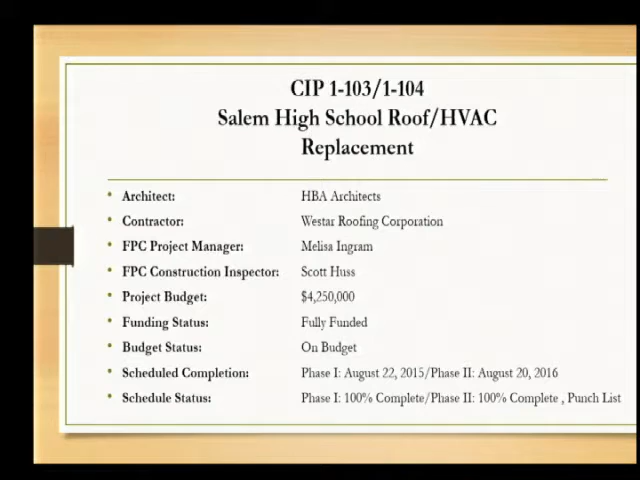 CIP 1-103/1-104
Salem High School Roof/HVAC
Replacement
• Architect: HBA Architects
• Contractor: Westar Roofing Corporation
• FPC Project Manager: Melisa Ingram
• FPC Construction Inspector: Scott Huss
• Project Budget: $4,250,000
• Funding Status: Fully Funded
• Budget Status: On Budget
• Scheduled Completion: Phase I: August 22, 2015/Phase II: August 20, 2016
• Schedule Status: Phase I: 100% Complete/Phase II: 100% Complete , Punch List